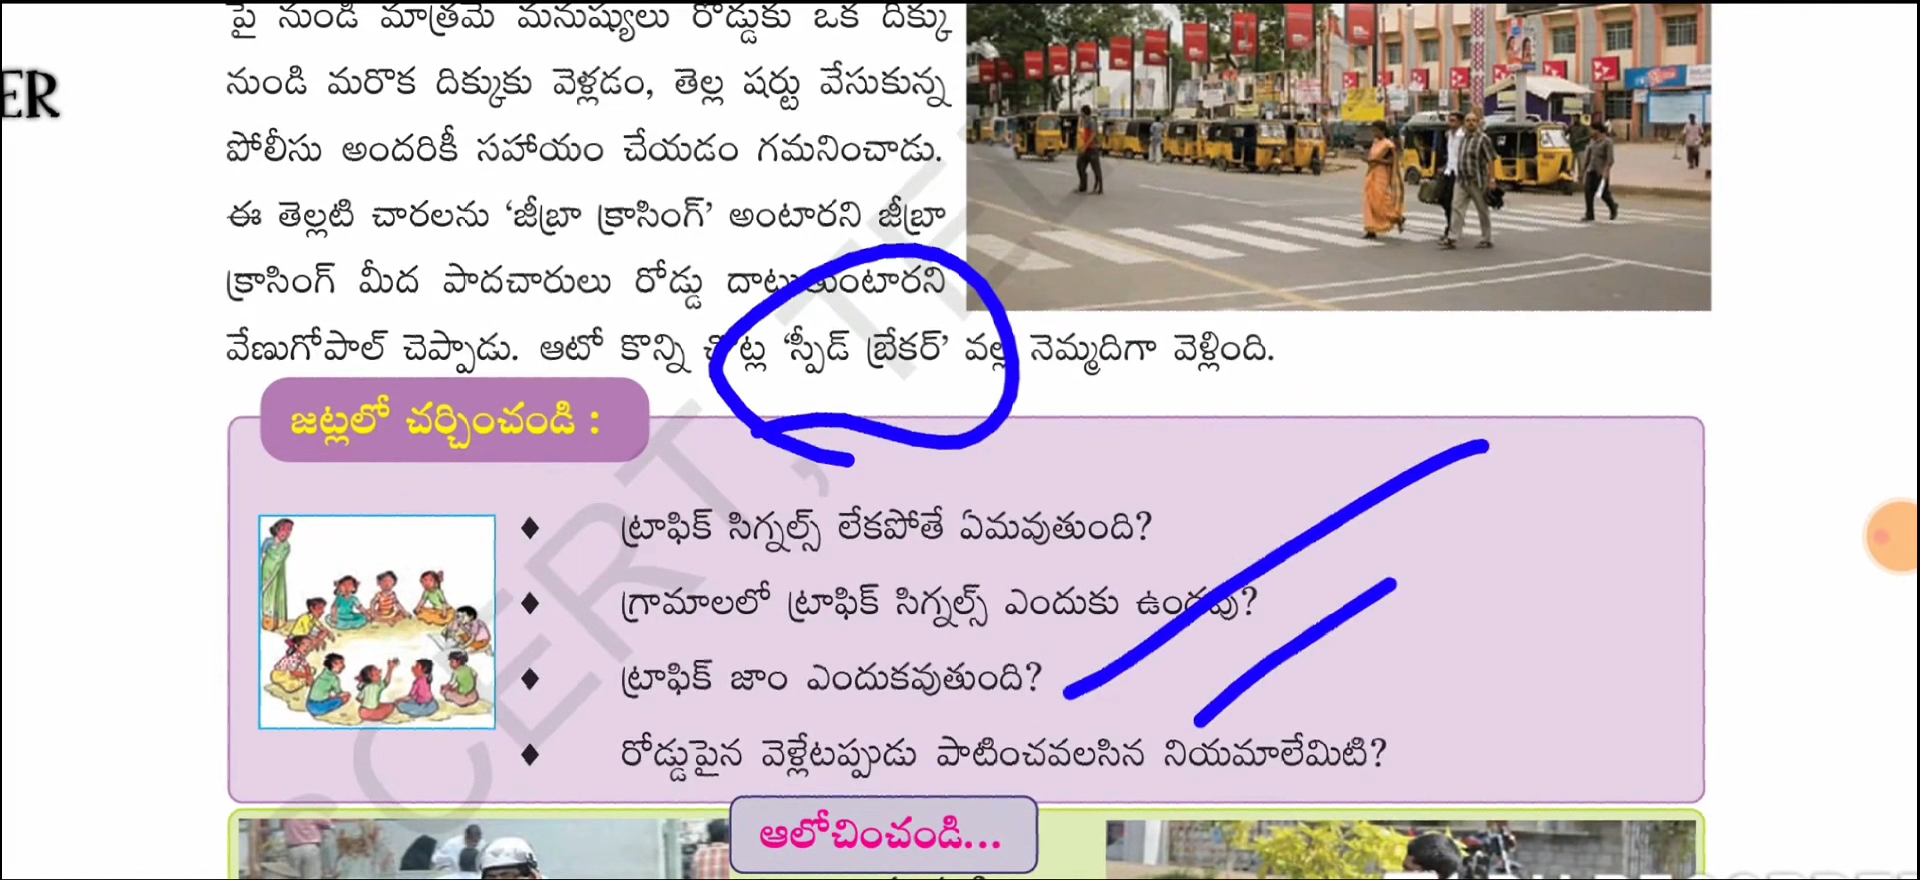 పై నుండి మాత్రమే మనుష్యులు రోడ్డుకు ఒక దిక్కు
నుండి మరొక దిక్కుకు వెళ్లడం, తెల్ల షర్టు వేసుకున్న
ER
పోలీసు అందరికీ సహాయం చేయడం గమనించాడు.
ఈ తెల్లటి చారలను ‘జీబ్రా క్రాసింగ్’ అంటారని జీబ్రా
క్రాసింగ్ మీద పాదచారులు రోడ్డు దాటుతుంటారని
వేణుగోపాల్ చెప్పాడు. ఆటో కొన్ని చోట్ల ‘స్పీడ్ బ్రేకర్’ వల్ల నెమ్మదిగా వెళ్లింది.
జట్లలో చర్చించండి :
♦ ట్రాఫిక్ సిగ్నల్స్ లేకపోతే ఏమవుతుంది?
♦ గ్రామాలలో ట్రాఫిక్ సిగ్నల్స్ ఎందుకు ఉండవు?
♦ ట్రాఫిక్ జాం ఎందుకవుతుంది?
♦ రోడ్డుపైన వెళ్లేటప్పుడు పాటించవలసిన నియమాలేమిటి?
ఆలోచించండి...